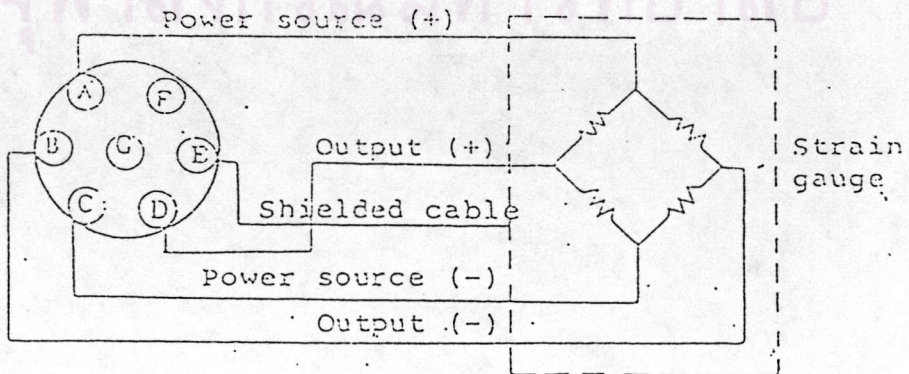 Power source (+)
A
F
B
G
E
Output (+)
Strain
gauge
C
D
Shielded cable
Power source (-)
Output (-)